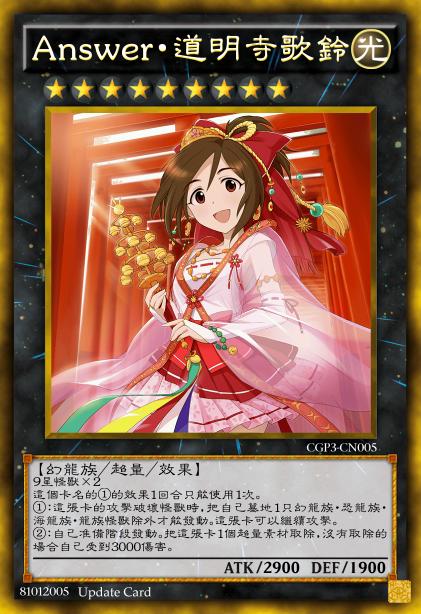 Answer·道明寺歌鈴
光
CGP3-CN005
【幻龍族/超量/效果】
9星怪獸×2
這個卡名的①的效果1回合只能使用1次。
①:這張卡的攻擊破壞怪獸時,把自己墓地1只幻龍族·恐龍族·
海龍族·龍族怪獸除外才能發動。這張卡可以繼續攻擊。
②:自己準備階段發動。把這張卡1個超量素材取除,沒有取除的
場合自己受到3000傷害。
ATK/2900 DEF/1900
81012005 Update Card